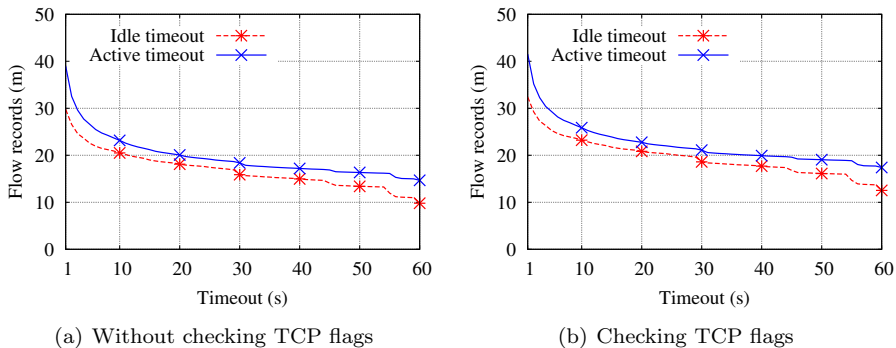 50
40
30
20
10
0
Flow records (m)
Idle timeout
Active timeout
1 10 20 30 40 50 60
Timeout (s)
(a) Without checking TCP flags
50
40
30
20
10
0
Flow records (m)
Idle timeout
Active timeout
1 10 20 30 40 50 60
Timeout (s)
(b) Checking TCP flags